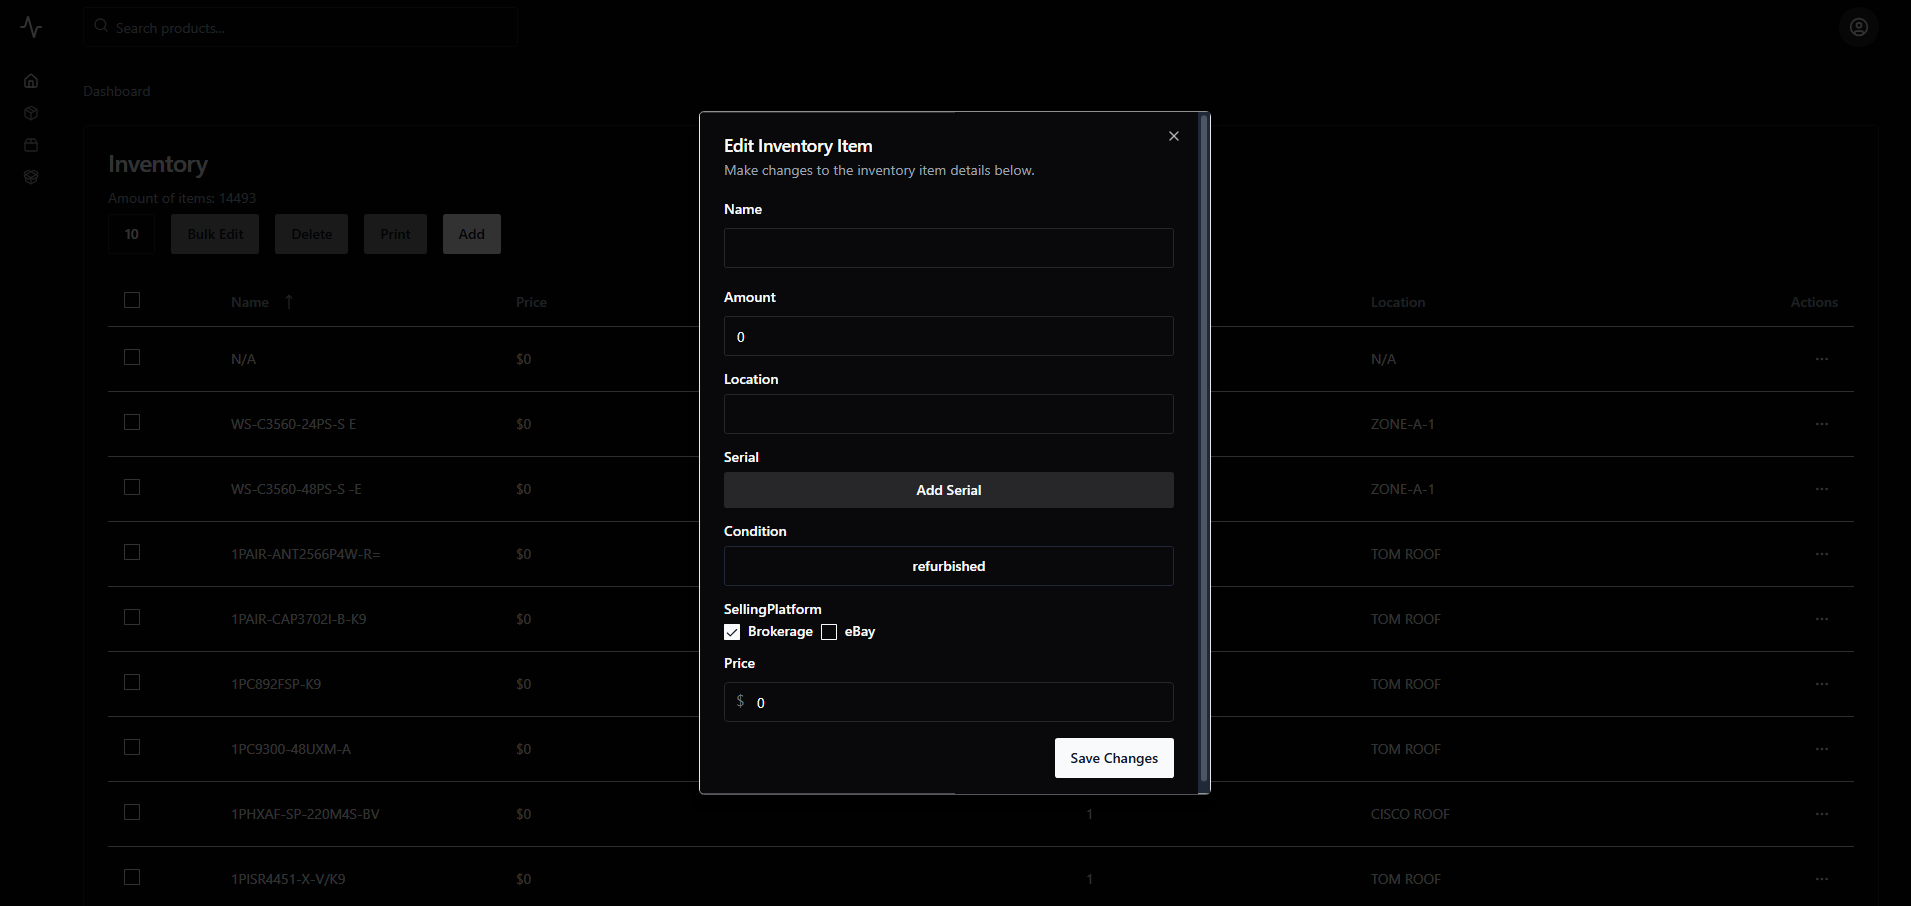 Search products...
Dashboard
Inventory
Amount of items: 14493
10 Bulk Edit Delete Print Add
Name ↑ Price Location Actions
N/A $0 N/A ...
WS-C3560-24PS-S E $0 ZONE-A-1 ...
WS-C3560-48PS-S -E $0 ZONE-A-1 ...
1PAIR-ANT2566P4W-R= $0 TOM ROOF ...
1PAIR-CAP3702I-B-K9 $0 TOM ROOF ...
1PC892FSP-K9 $0 TOM ROOF ...
1PC9300-48UXM-A $0 TOM ROOF ...
1PHXAF-SP-220M4S-BV $0 1 CISCO ROOF ...
1PISR4451-X-V/K9 $0 1 TOM ROOF ...
Edit Inventory Item
Make changes to the inventory item details below.
Name
Amount
0
Location
Serial
Add Serial
Condition
refurbished
SellingPlatform
Brokerage eBay
Price
$ 0
Save Changes